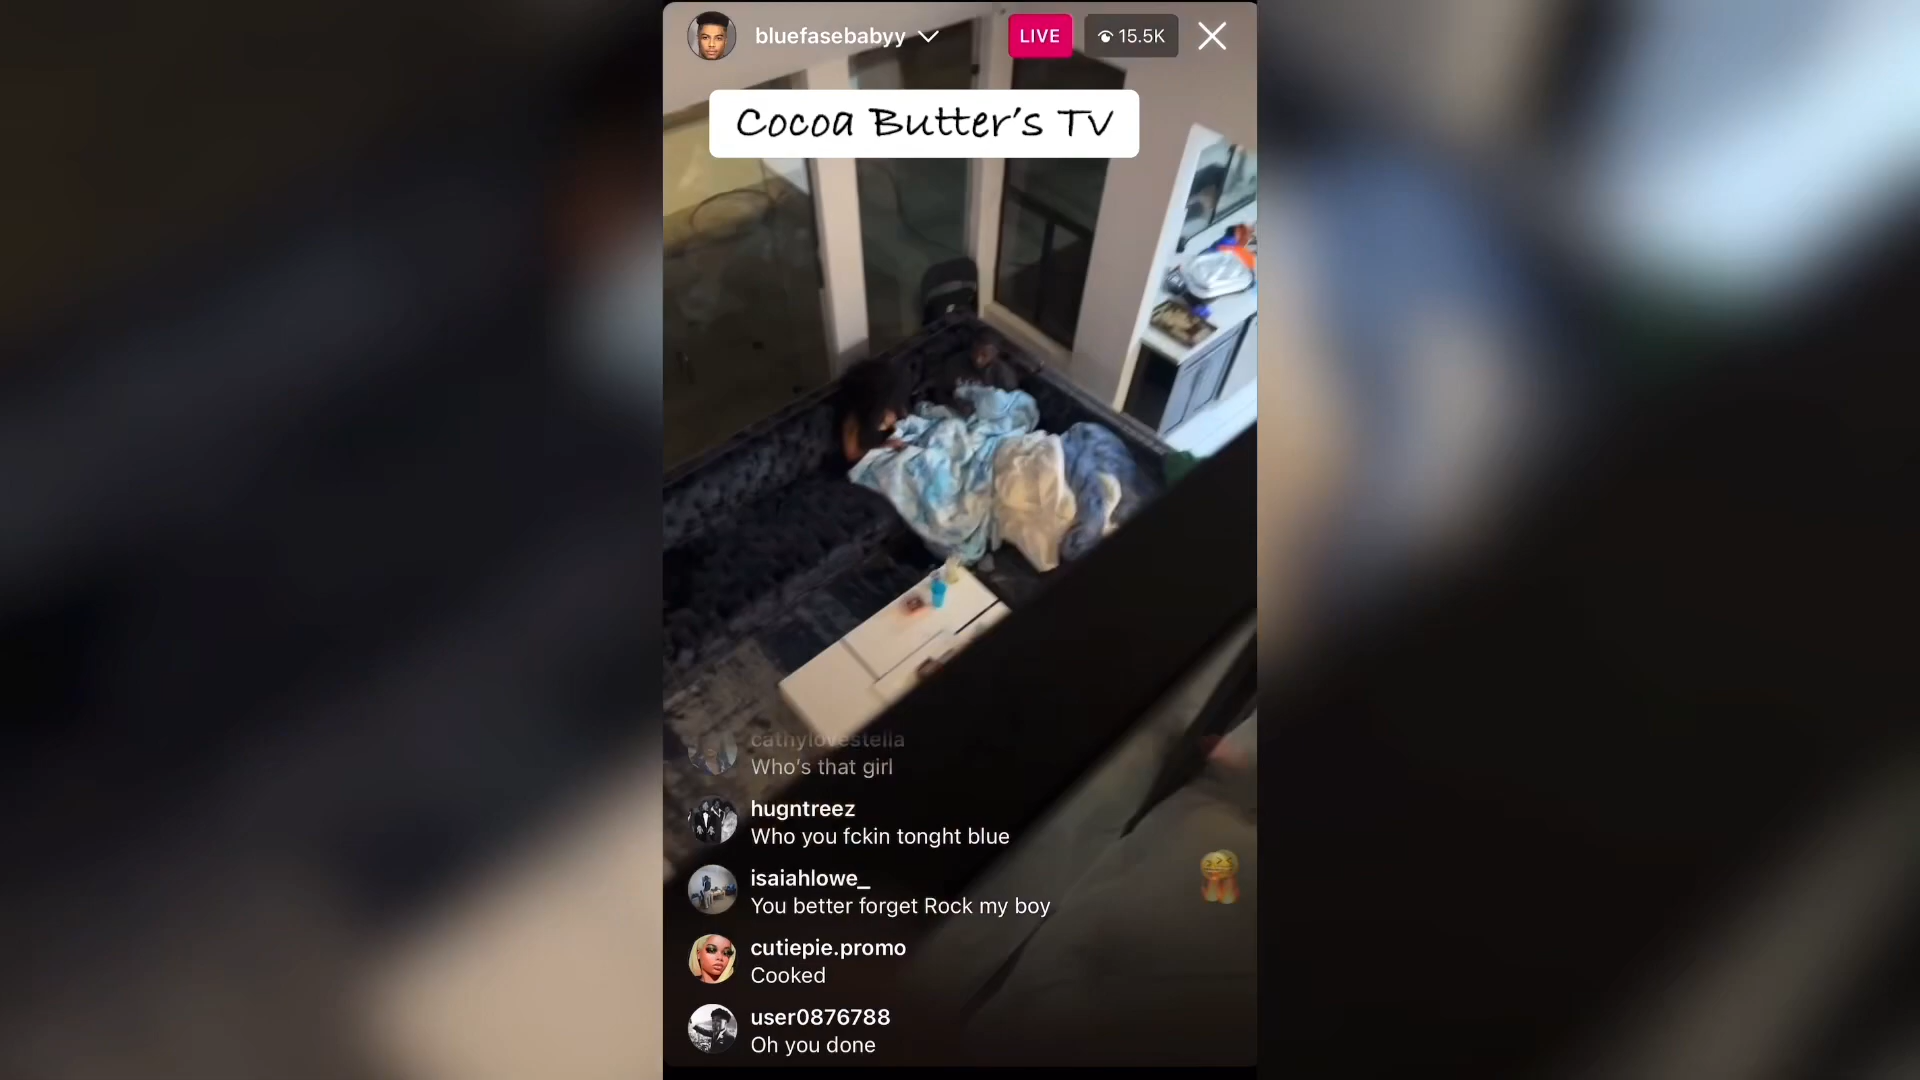 bluefasebabyy
LIVE
15.5K
Cocoa Butter's TV
cathylovestella
Who's that girl
hugntreez
Who you fckin tonght blue
isaiahlowe_
You better forget Rock my boy
cutiepie.promo
Cooked
user0876788
Oh you done